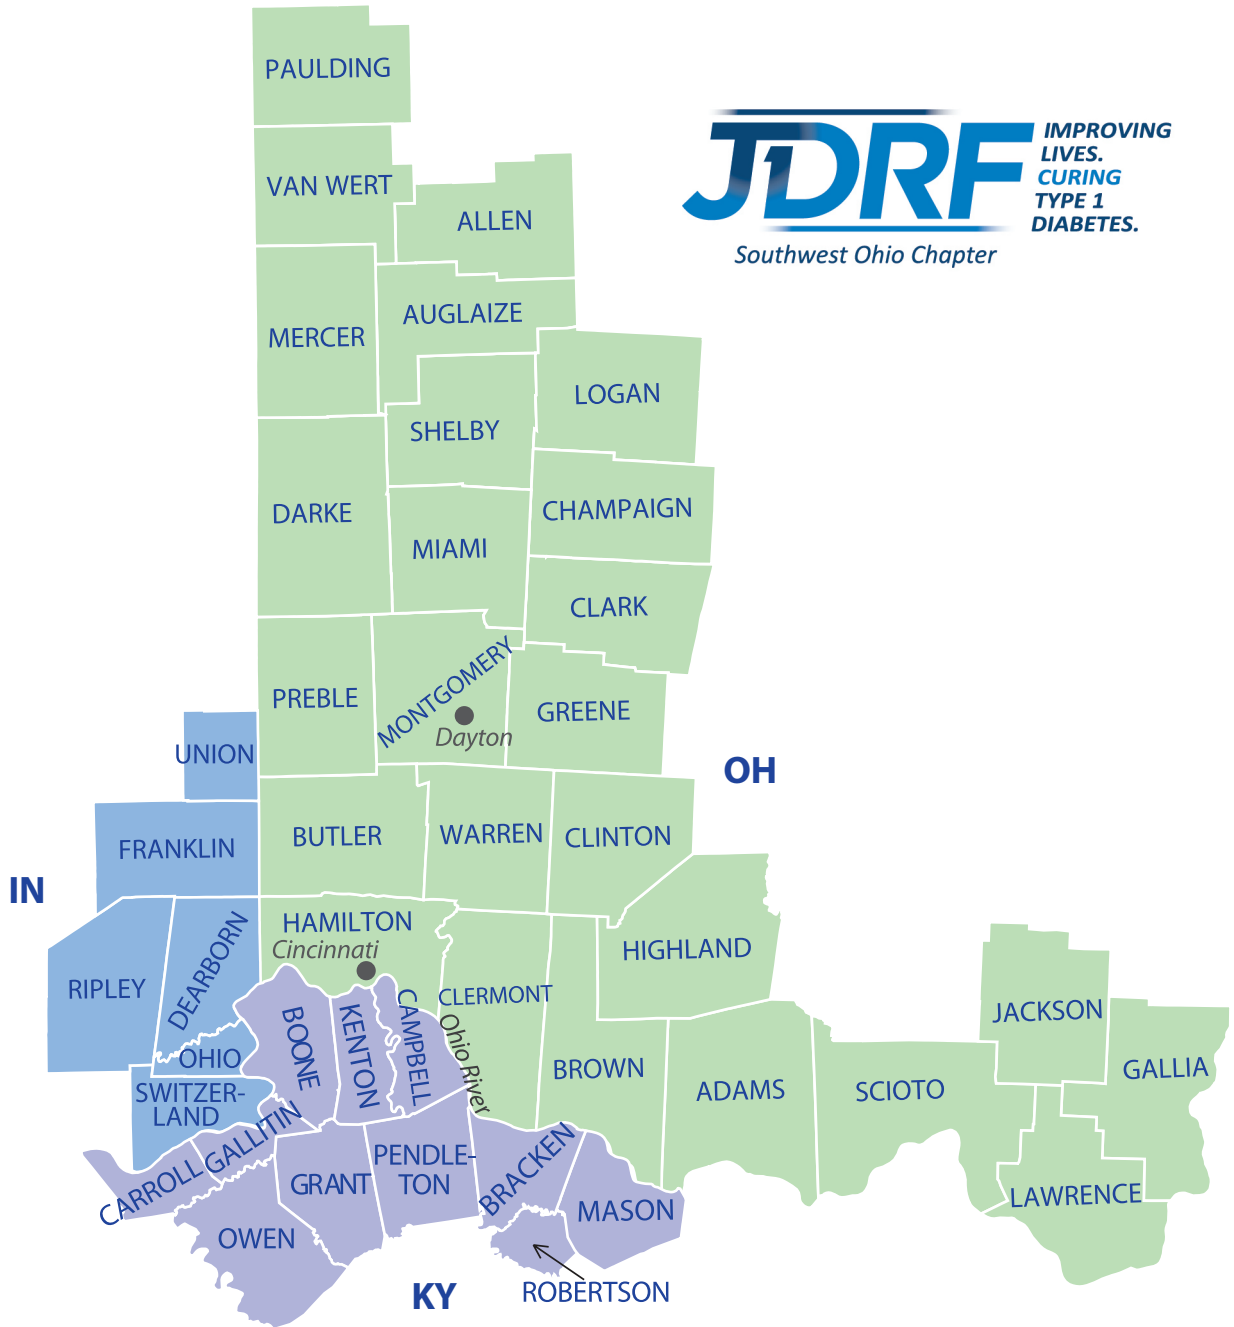 PAULDING
JDRF
IMPROVING
LIVES.
CURING
TYPE 1
DIABETES.
Southwest Ohio Chapter
VAN WERT
ALLEN
AUGLAIZE
MERCER
LOGAN
SHELBY
DARKE
CHAMPAIGN
MIAMI
CLARK
MONTGOMERY
PREBLE
GREENE
Dayton
UNION
OH
BUTLER
WARREN
CLINTON
FRANKLIN
IN
HAMILTON
Cincinnati
HIGHLAND
DEARBORN
RIPLEY
CLERMONT
JACKSON
BOONE
KENTON
CAMPBELL
Ohio River
OHIO
BROWN
GALLIA
ADAMS
SCIOTO
SWITZER-
LAND
GALLITIN
CARROLL
GRANT
PENDLE-
TON
BRACKEN
LAWRENCE
MASON
OWEN
ROBERTSON
KY